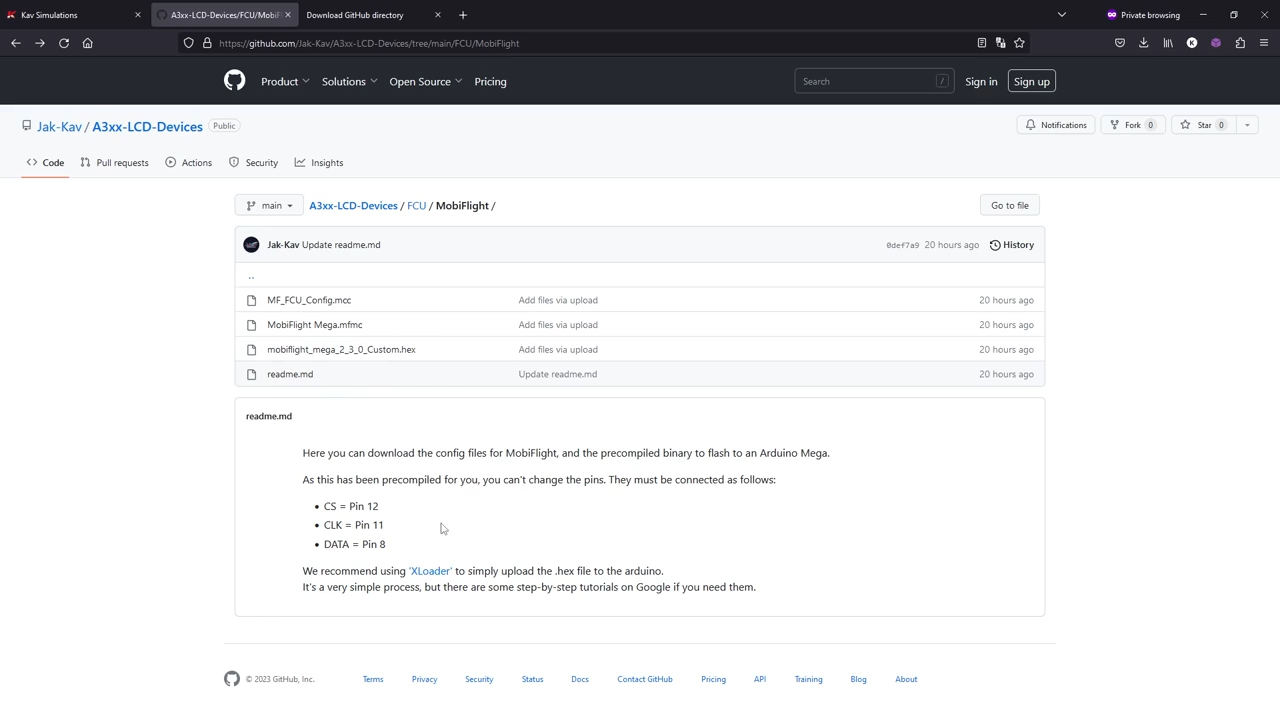 Kav Simulations
A3xx-LCD-Devices/FCU/MobiF
Download GitHub directory
Private browsing
https://github.com/Jak-Kav/A3xx-LCD-Devices/tree/main/FCU/MobiFlight
Product
Solutions
Open Source
Pricing
Search
/
Sign in
Sign up
Jak-Kav / A3xx-LCD-Devices Public
Notifications
Fork 0
Star 0
Code
Pull requests
Actions
Security
Insights
main
A3xx-LCD-Devices / FCU / MobiFlight /
Go to file
Jak-Kav Update readme.md
0def7a9 20 hours ago
History
..
MF_FCU_Config.mcc Add files via upload 20 hours ago
MobiFlight Mega.mfmc Add files via upload 20 hours ago
mobiflight_mega_2_3_0_Custom.hex Add files via upload 20 hours ago
readme.md Update readme.md 20 hours ago
readme.md
Here you can download the config files for MobiFlight, and the precompiled binary to flash to an Arduino Mega.
As this has been precompiled for you, you can't change the pins. They must be connected as follows:
• CS = Pin 12
• CLK = Pin 11
• DATA = Pin 8
We recommend using 'XLoader' to simply upload the .hex file to the arduino.
It's a very simple process, but there are some step-by-step tutorials on Google if you need them.
© 2023 GitHub, Inc.
Terms
Privacy
Security
Status
Docs
Contact GitHub
Pricing
API
Training
Blog
About